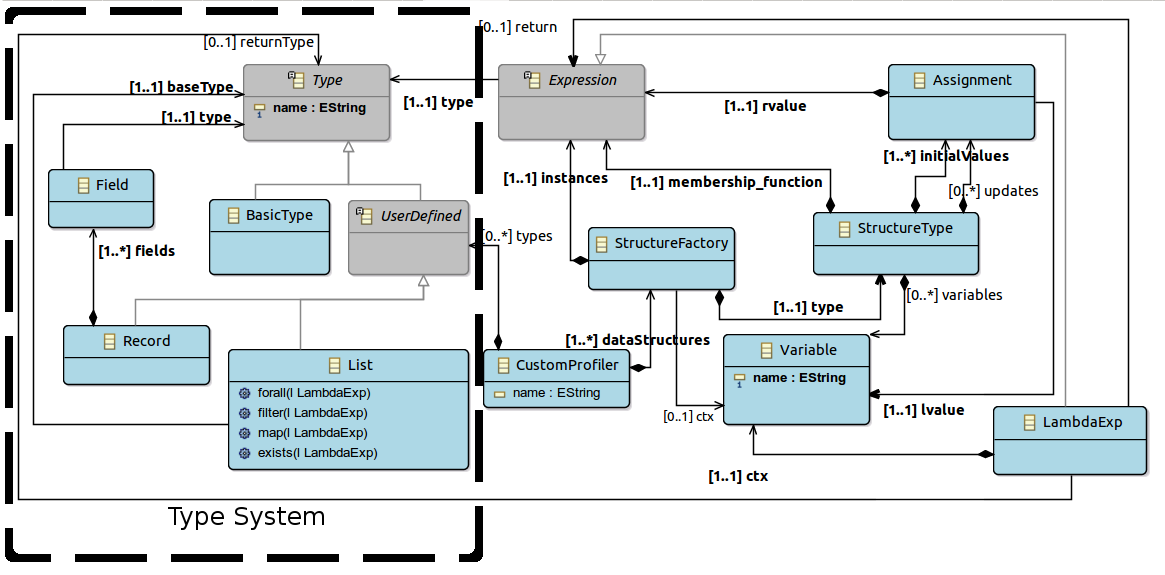 [0..1] return
[0..1] returnType
Type
name : EString
[1..1] baseType
[1..1] type
[1..1] type
Expression
Assignment
[1..1] rvalue
[1..*] initialValues
[1..1] instances
[1..1] membership_function
[0..*] updates
Field
BasicType
UserDefined
[0..*] types
StructureFactory
StructureType
[1..*] fields
[1..1] type
[0..*] variables
Record
[1..*] dataStructures
List
forall(l LambdaExp)
filter(l LambdaExp)
map(l LambdaExp)
exists(l LambdaExp)
CustomProfiler
name : EString
Variable
name : EString
[0..1] ctx
[1..1] lvalue
LambdaExp
[1..1] ctx
Type System